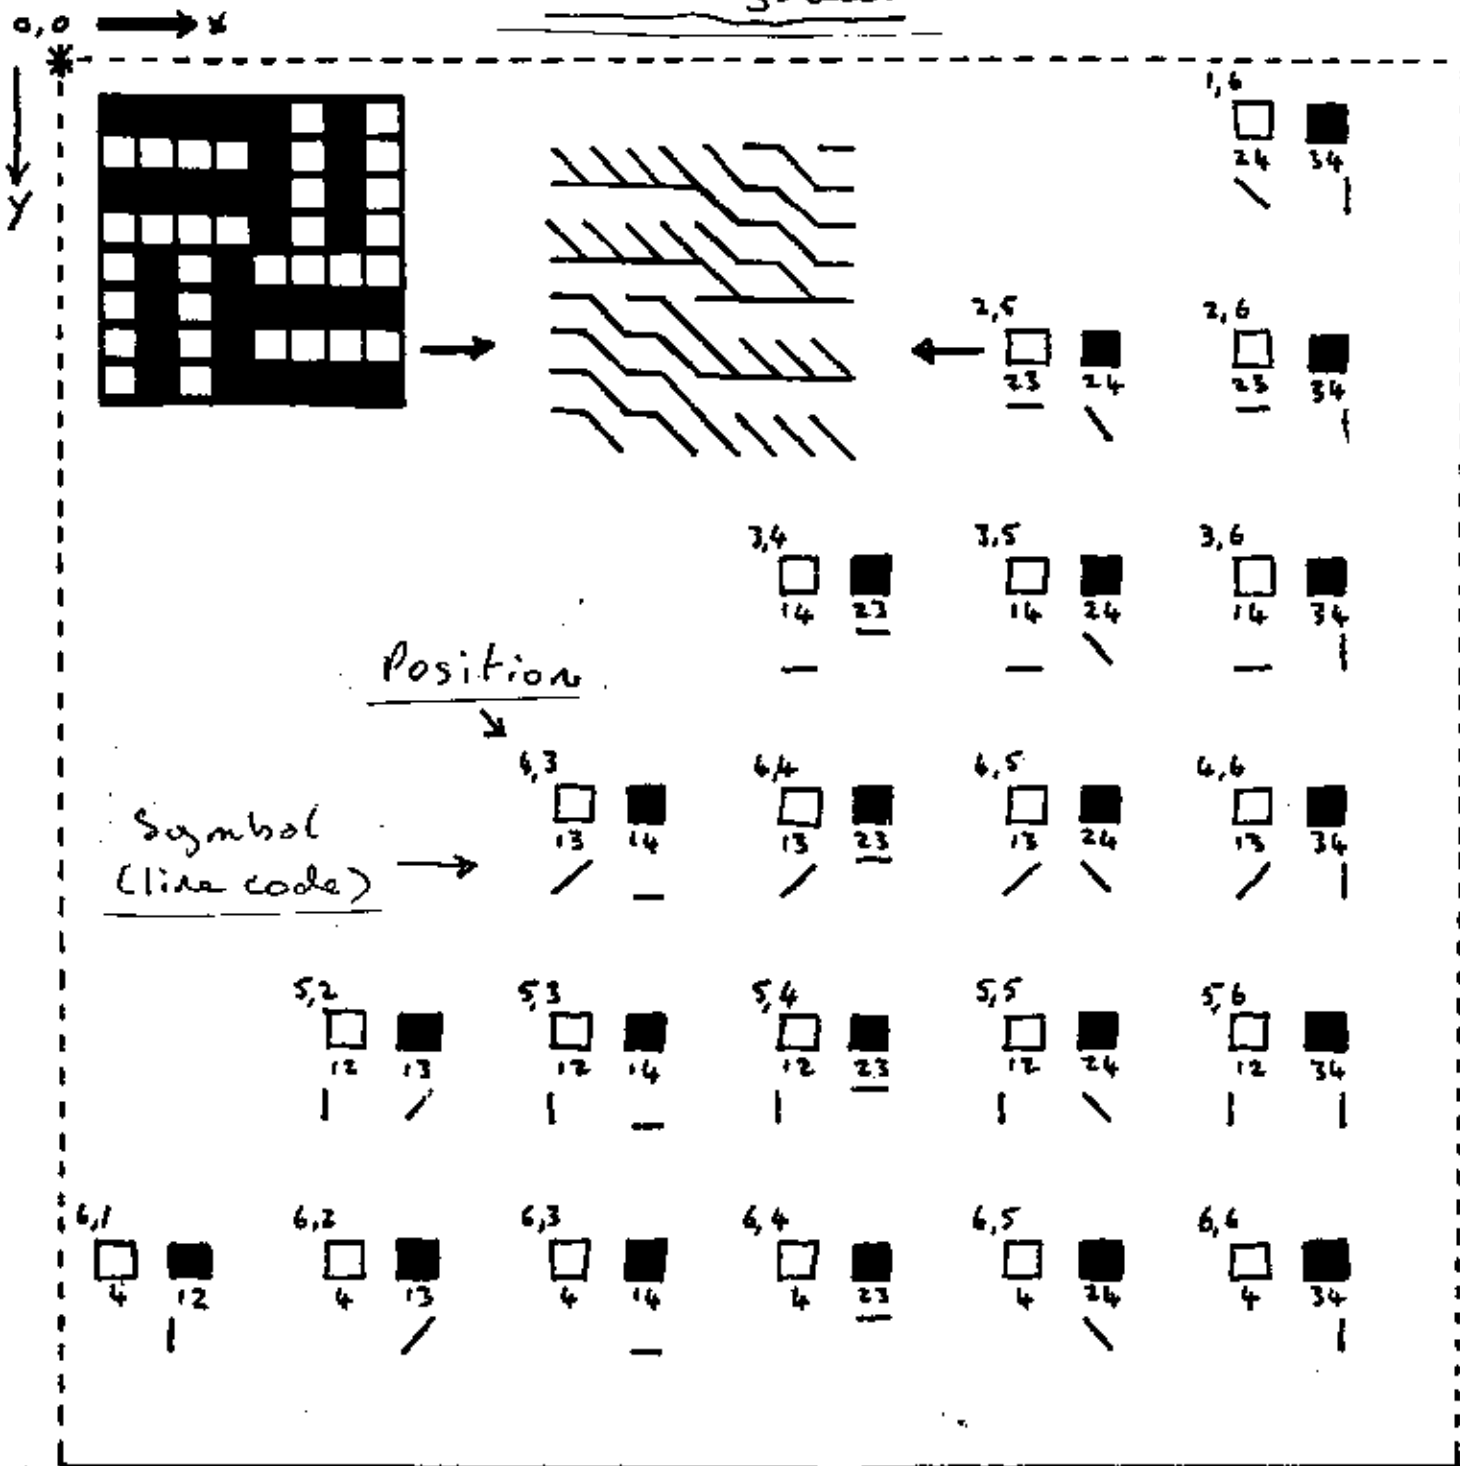 0,0 x
Y
1,6
24 34
2,5 2,6
23 24 23 34
3,4 3,5 3,6
14 23 14 24 14 34
Position
4,3 4,4 4,5 4,6
13 14 13 23 13 24 13 34
Symbol
(line code)
5,2 5,3 5,4 5,5 5,6
12 13 12 14 12 23 12 24 12 34
6,1 6,2 6,3 6,4 6,5 6,6
4 12 4 13 4 14 4 23 4 24 4 34